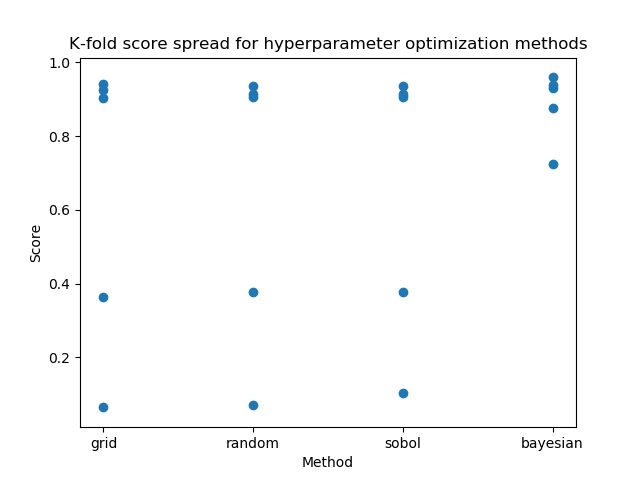 K-fold score spread for hyperparameter optimization methods
1.0
0.8
0.6
0.4
0.2
Score
grid random sobol bayesian
Method